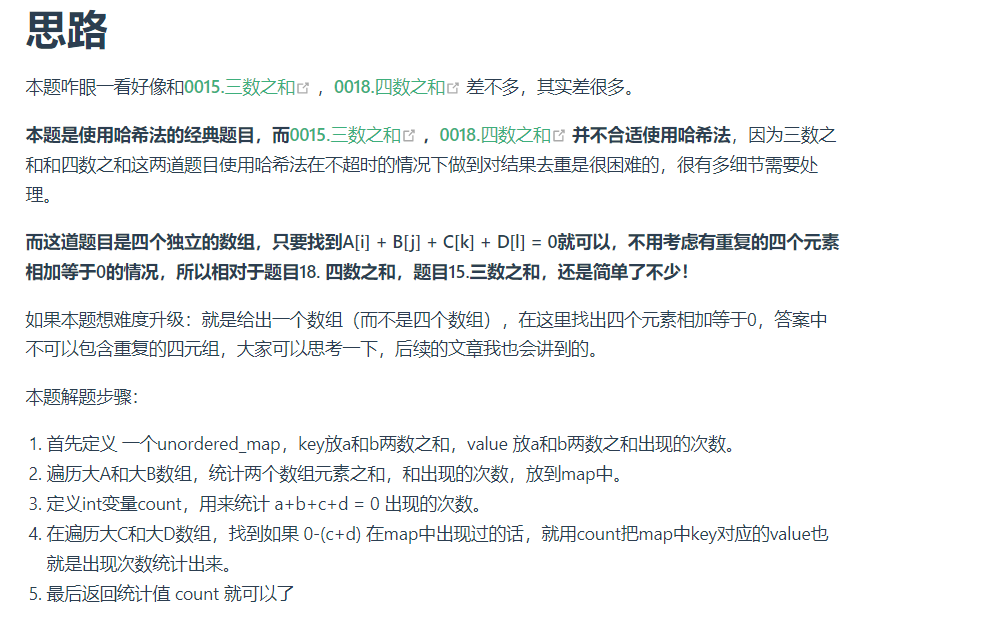 思路
本题咋眼一看好像和0015.三数之和 ，0018.四数之和 差不多，其实差很多。
本题是使用哈希法的经典题目，而0015.三数之和 ，0018.四数之和 并不合适使用哈希法，因为三数之
和和四数之和这两道题目使用哈希法在不超时的情况下做到对结果去重是很困难的，很有多细节需要处
理。
而这道题目是四个独立的数组，只要找到A[i] + B[j] + C[k] + D[l] = 0就可以，不用考虑有重复的四个元素
相加等于0的情况，所以相对于题目18. 四数之和，题目15.三数之和，还是简单了不少！
如果本题想难度升级：就是给出一个数组（而不是四个数组），在这里找出四个元素相加等于0，答案中
不可以包含重复的四元组，大家可以思考一下，后续的文章我也会讲到的。
本题解题步骤：
1. 首先定义 一个unordered_map，key放a和b两数之和，value 放a和b两数之和出现的次数。
2. 遍历大A和大B数组，统计两个数组元素之和，和出现的次数，放到map中。
3. 定义int变量count，用来统计 a+b+c+d = 0 出现的次数。
4. 在遍历大C和大D数组，找到如果 0-(c+d) 在map中出现过的话，就用count把map中key对应的value也
就是出现次数统计出来。
5. 最后返回统计值 count 就可以了